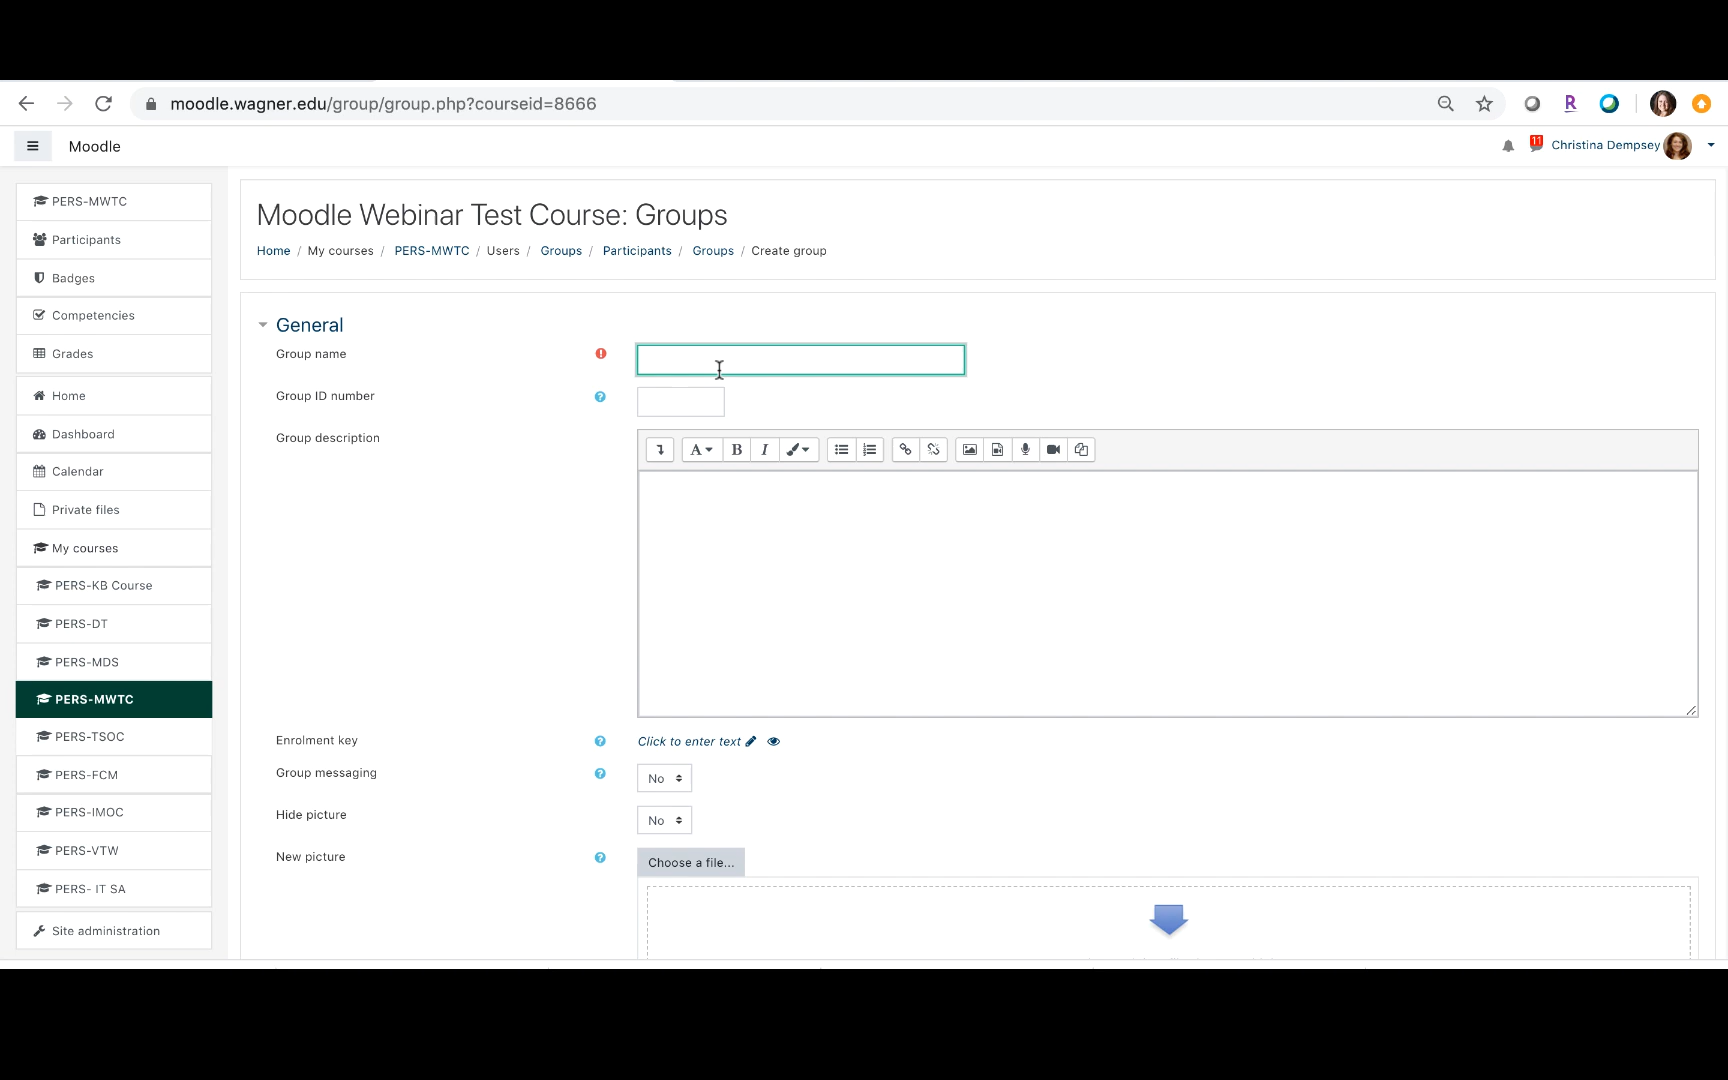 moodle.wagner.edu/group/group.php?courseid=8666
R
Moodle
11
Christina Dempsey
PERS-MWTC
Participants
Badges
Competencies
Grades
Home
Dashboard
Calendar
Private files
My courses
PERS-KB Course
PERS-DT
PERS-MDS
PERS-MWTC
PERS-TSOC
PERS-FCM
PERS-IMOC
PERS-VTW
PERS- IT SA
Site administration
Moodle Webinar Test Course: Groups
Home / My courses / PERS-MWTC / Users / Groups / Participants / Groups / Create group
General
Group name
Group ID number
Group description
A B I
Enrolment key Click to enter text
Group messaging No
Hide picture No
New picture Choose a file...